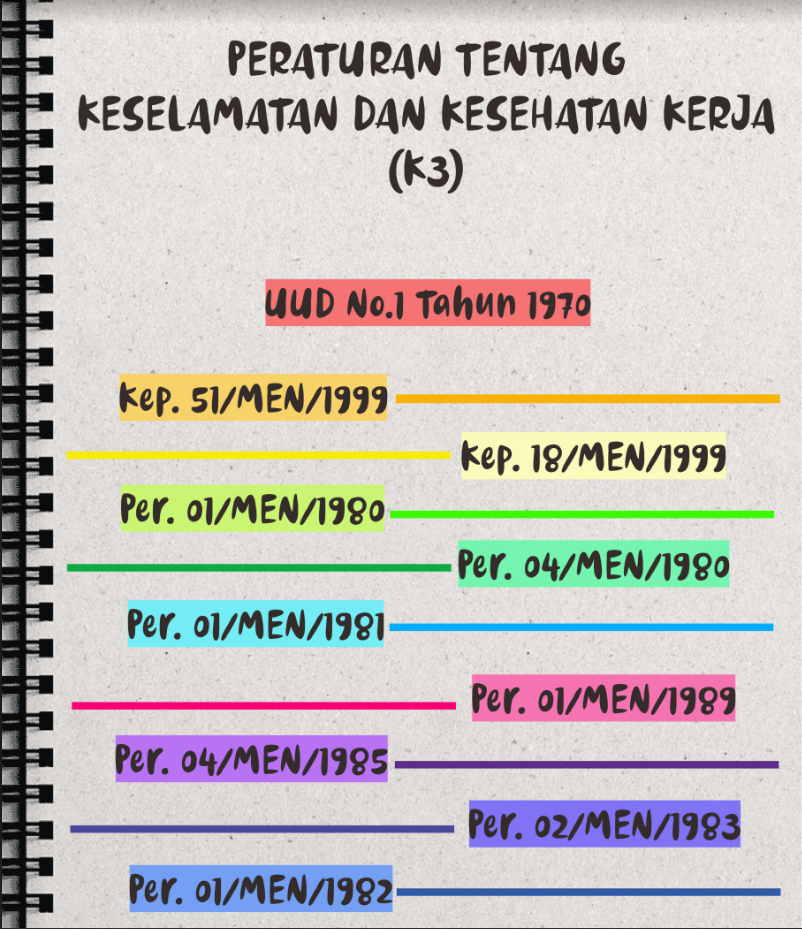 PERATURAN TENTANG
KESELAMATAN DAN KESEHATAN KERJA
(K3)
UUD No.1 Tahun 1970
Kep. 51/MEN/1999
Kep. 18/MEN/1999
Per. 01/MEN/1980
Per. 04/MEN/1980
Per. 01/MEN/1981
Per. 01/MEN/1989
Per. 04/MEN/1985
Per. 02/MEN/1983
Per. 01/MEN/1982